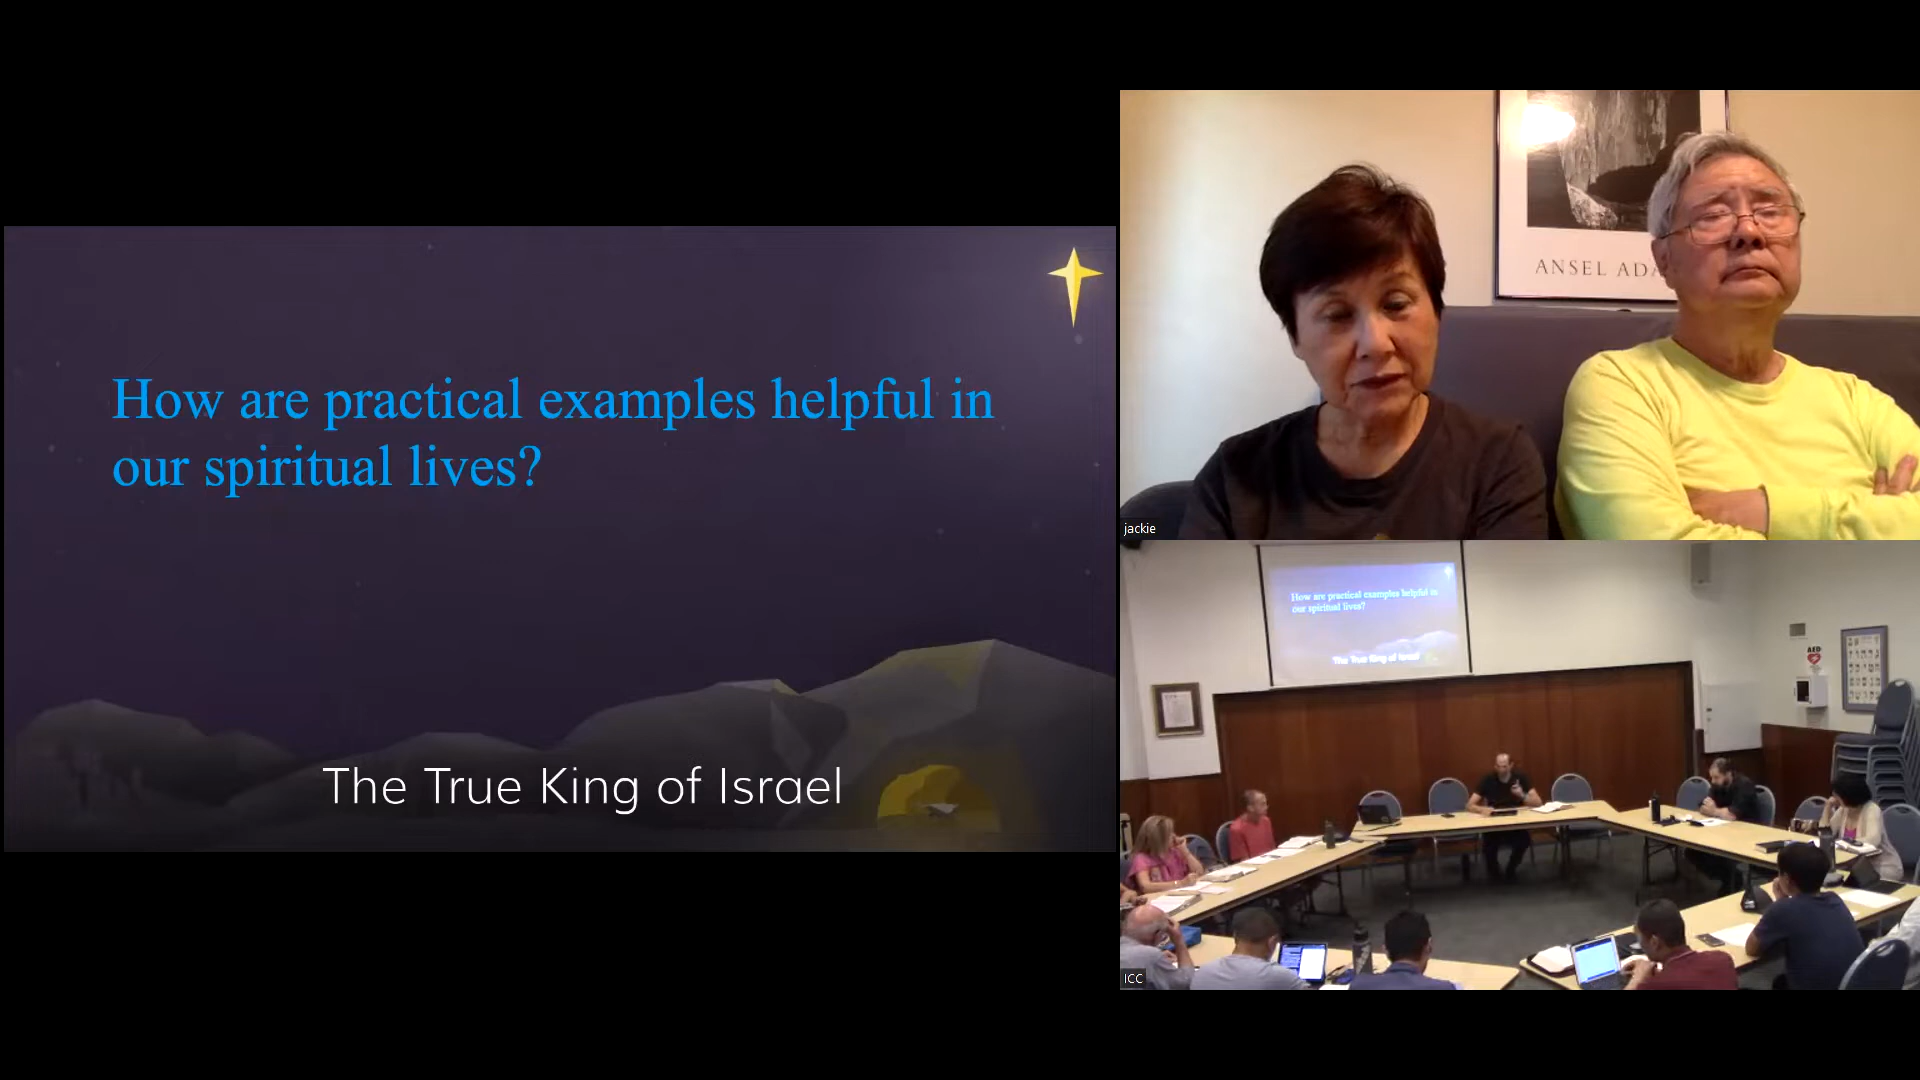 How are practical examples helpful in
our spiritual lives?
The True King of Israel
ANSEL ADA
jackie
How are practical examples helpful in
our spiritual lives?
The True King of Israel
AED
ICC